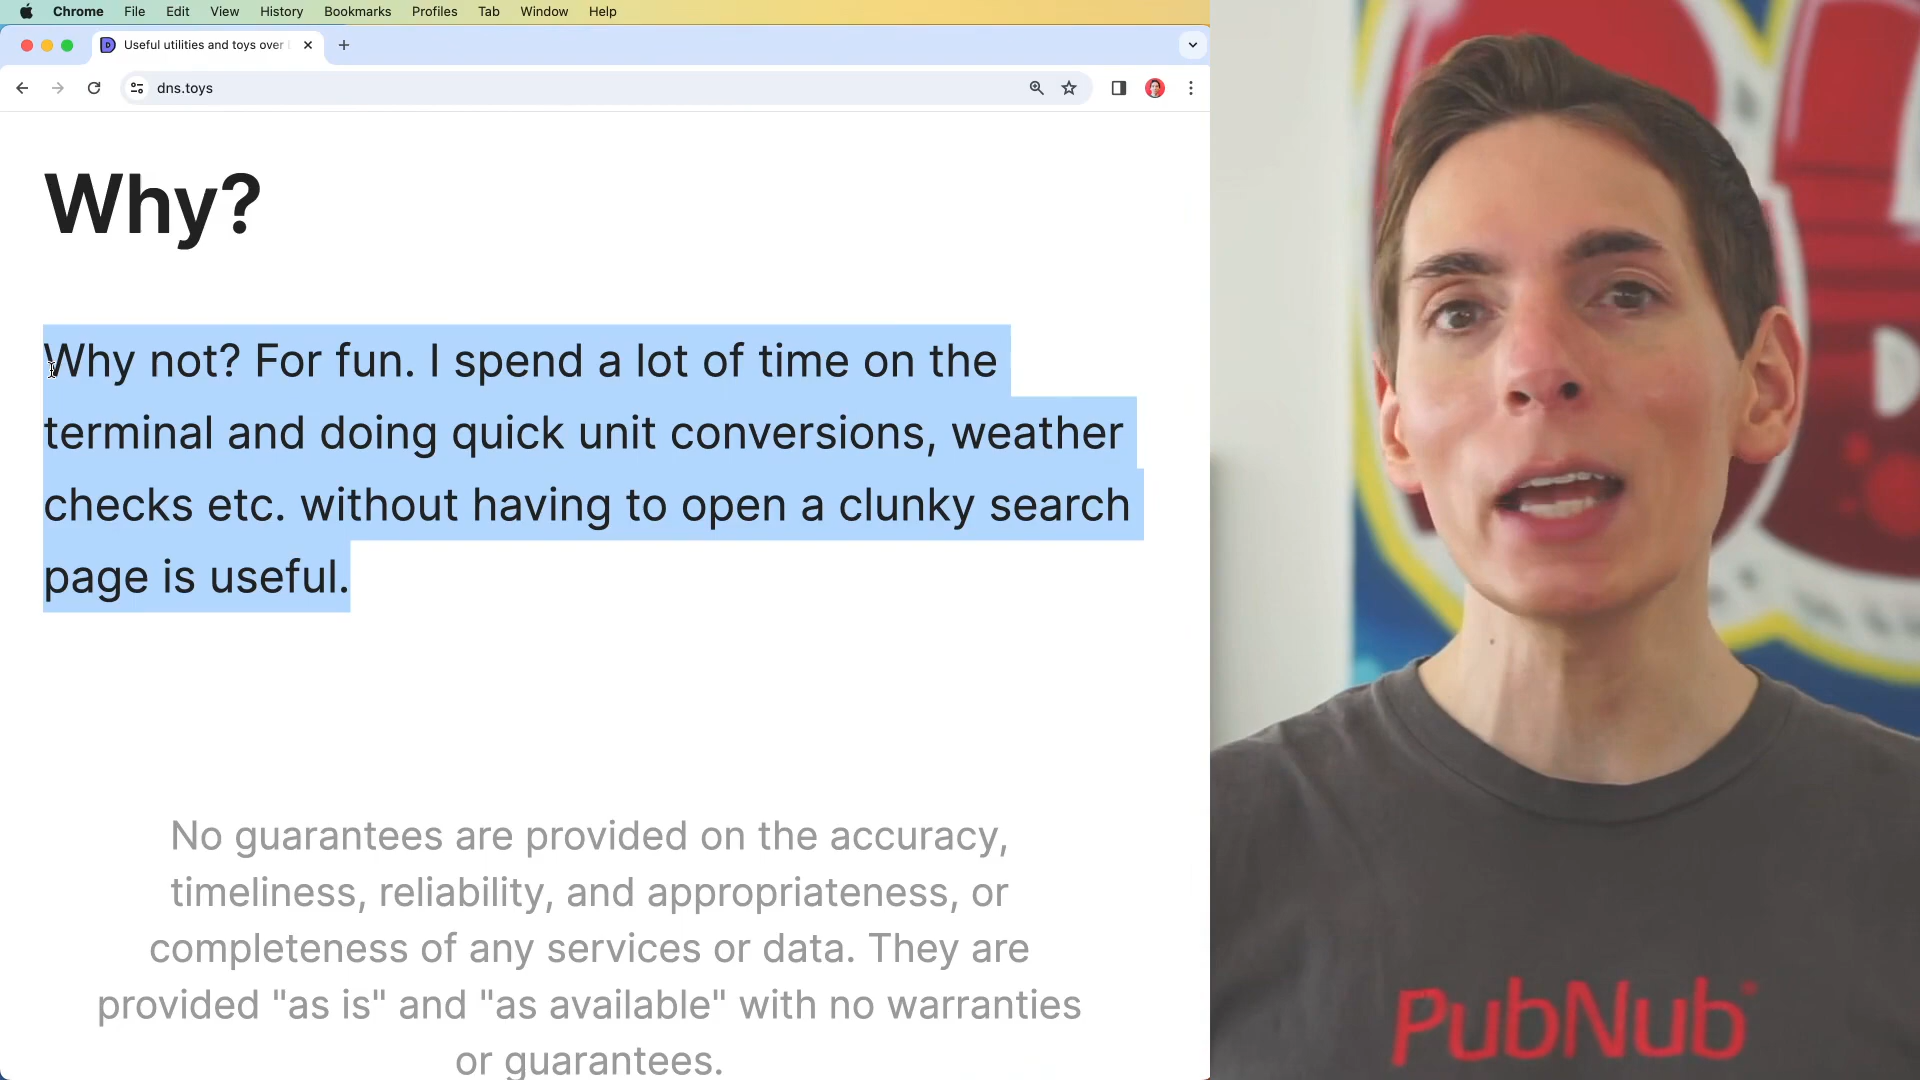 Chrome File Edit View History Bookmarks Profiles Tab Window Help
Useful utilities and toys over
dns.toys
Why?
Why not? For fun. I spend a lot of time on the
terminal and doing quick unit conversions, weather
checks etc. without having to open a clunky search
page is useful.
No guarantees are provided on the accuracy,
timeliness, reliability, and appropriateness, or
completeness of any services or data. They are
provided "as is" and "as available" with no warranties
or guarantees.
PubNub